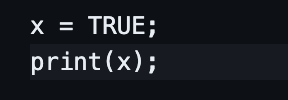 x = TRUE;
print(x);